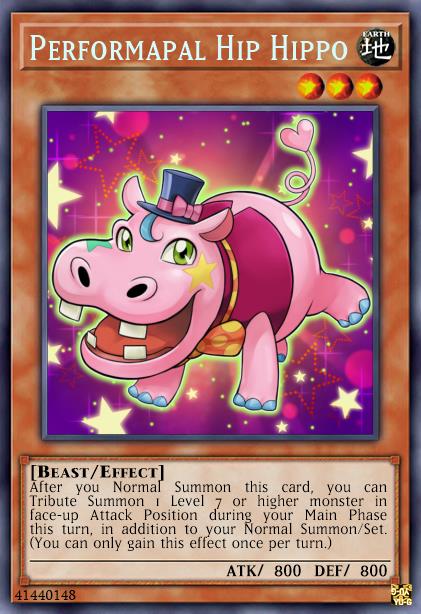 PERFORMAPAL HIP HIPPO
EARTH
地
[BEAST/EFFECT]
After you Normal Summon this card, you can
Tribute Summon 1 Level 7 or higher monster in
face-up Attack Position during your Main Phase
this turn, in addition to your Normal Summon/Set.
(You can only gain this effect once per turn.)
ATK/ 800 DEF/ 800
41440148